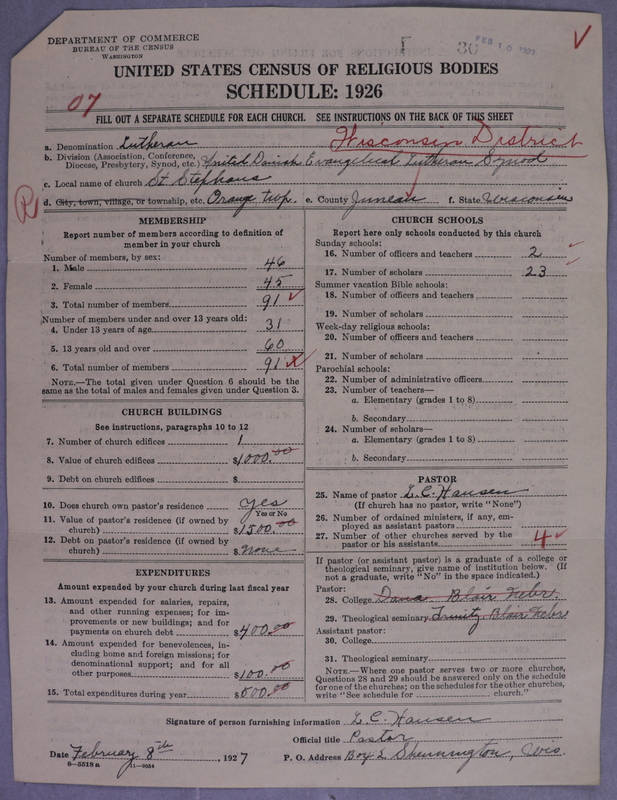 DEPARTMENT OF COMMERCE
BUREAU OF THE CENSUS
WASHINGTON
30 FEB 10 1927
UNITED STATES CENSUS OF RELIGIOUS BODIES
SCHEDULE: 1926
07
FILL OUT A SEPARATE SCHEDULE FOR EACH CHURCH. SEE INSTRUCTIONS ON THE BACK OF THIS SHEET
a. Denomination Lutheran
Wisconsin District
b. Division (Association, Conference, Diocese, Presbytery, Synod, etc.) United Danish Evangelical Lutheran Synod
c. Local name of church St Stephans
d. City, town, village, or township, etc. Orange twp. e. County Juneau f. State Wisconsin
R
MEMBERSHIP
Report number of members according to definition of
member in your church
Number of members, by sex:
1. Male 46
2. Female 45
3. Total number of members 91
Number of members under and over 13 years old:
4. Under 13 years of age 31
5. 13 years old and over 60
6. Total number of members 91
NOTE.—The total given under Question 6 should be the
same as the total of males and females given under Question 3.
CHURCH BUILDINGS
See instructions, paragraphs 10 to 12
7. Number of church edifices 1
8. Value of church edifices $1000.00
9. Debt on church edifices $
10. Does church own pastor's residence yes
Yes or No
11. Value of pastor's residence (if owned by
church) $1500.00
12. Debt on pastor's residence (if owned by
church) $none
EXPENDITURES
Amount expended by your church during last fiscal year
13. Amount expended for salaries, repairs,
and other running expenses; for im-
provements or new buildings; and for
payments on church debt $400.00
14. Amount expended for benevolences, in-
cluding home and foreign missions; for
denominational support; and for all
other purposes $100.00
15. Total expenditures during year $500.00
CHURCH SCHOOLS
Report here only schools conducted by this church
Sunday schools:
16. Number of officers and teachers 2
17. Number of scholars 23
Summer vacation Bible schools:
18. Number of officers and teachers
19. Number of scholars
Week-day religious schools:
20. Number of officers and teachers
21. Number of scholars
Parochial schools:
22. Number of administrative officers
23. Number of teachers—
a. Elementary (grades 1 to 8)
b. Secondary
24. Number of scholars—
a. Elementary (grades 1 to 8)
b. Secondary
PASTOR
25. Name of pastor L. C. Hansen
(If church has no pastor, write "None")
26. Number of ordained ministers, if any, em-
ployed as assistant pastors
27. Number of other churches served by the
pastor or his assistants 4
If pastor (or assistant pastor) is a graduate of a college or
theological seminary, give name of institution below. (If
not a graduate, write "No" in the space indicated.)
Pastor:
28. College Dana. Blair Nebr.
29. Theological seminary Trinity, Blair Nebr
Assistant pastor:
30. College
31. Theological seminary
NOTE.—Where one pastor serves two or more churches,
Questions 28 and 29 should be answered only on the schedule
for one of the churches; on the schedules for the other churches,
write "See schedule for church."
Signature of person furnishing information L. C. Hansen
Official title Pastor
Date February 8th, 1927 P. O. Address Box 2 Shennington, Wis.
8—5518 a 11—9034